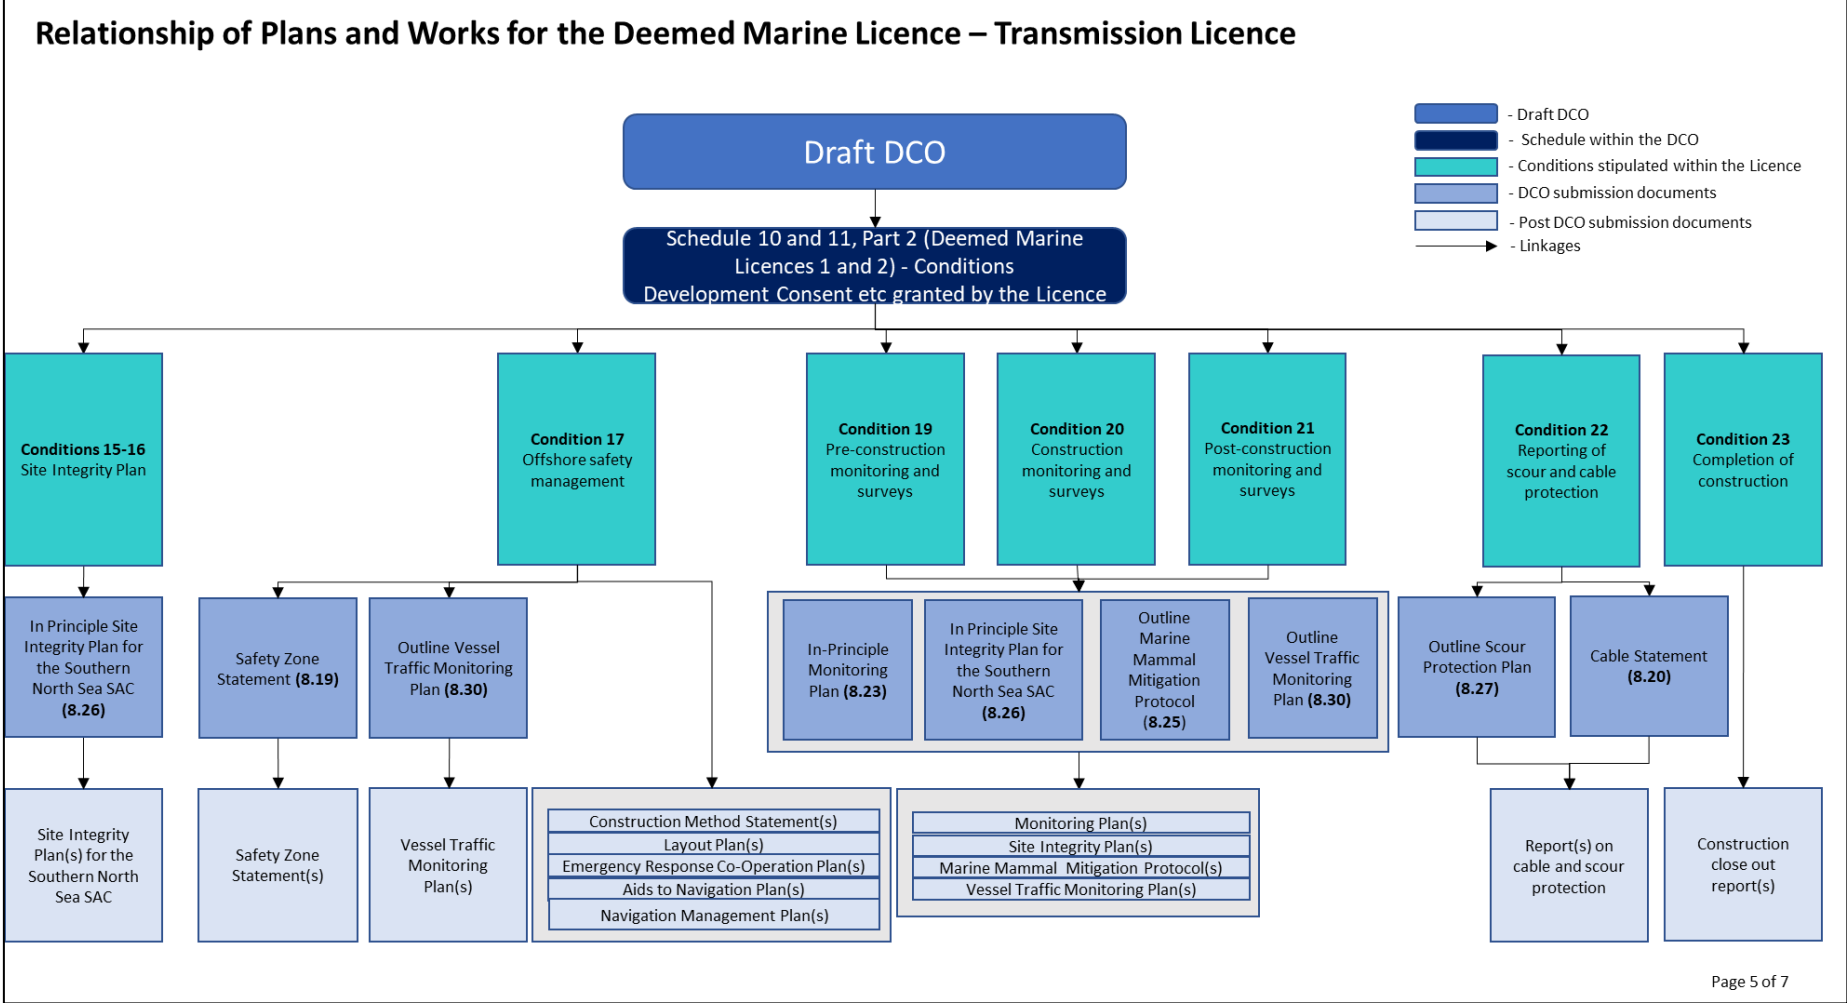 Relationship of Plans and Works for the Deemed Marine Licence – Transmission Licence
- Draft DCO
- Schedule within the DCO
- Conditions stipulated within the Licence
- DCO submission documents
- Post DCO submission documents
- Linkages
Draft DCO
Schedule 10 and 11, Part 2 (Deemed Marine
Licences 1 and 2) - Conditions
Development Consent etc granted by the Licence
Conditions 15-16
Site Integrity Plan
Condition 17
Offshore safety
management
Condition 19
Pre-construction
monitoring and
surveys
Condition 20
Construction
monitoring and
surveys
Condition 21
Post-construction
monitoring and
surveys
Condition 22
Reporting of
scour and cable
protection
Condition 23
Completion of
construction
In Principle Site
Integrity Plan for
the Southern
North Sea SAC
(8.26)
Safety Zone
Statement (8.19)
Outline Vessel
Traffic Monitoring
Plan (8.30)
In-Principle
Monitoring
Plan (8.23)
In Principle Site
Integrity Plan for
the Southern
North Sea SAC
(8.26)
Outline
Marine
Mammal
Mitigation
Protocol
(8.25)
Outline
Vessel Traffic
Monitoring
Plan (8.30)
Outline Scour
Protection Plan
(8.27)
Cable Statement
(8.20)
Site Integrity
Plan(s) for the
Southern North
Sea SAC
Safety Zone
Statement(s)
Vessel Traffic
Monitoring
Plan(s)
Construction Method Statement(s)
Layout Plan(s)
Emergency Response Co-Operation Plan(s)
Aids to Navigation Plan(s)
Navigation Management Plan(s)
Monitoring Plan(s)
Site Integrity Plan(s)
Marine Mammal Mitigation Protocol(s)
Vessel Traffic Monitoring Plan(s)
Report(s) on
cable and scour
protection
Construction
close out
report(s)
Page 5 of 7